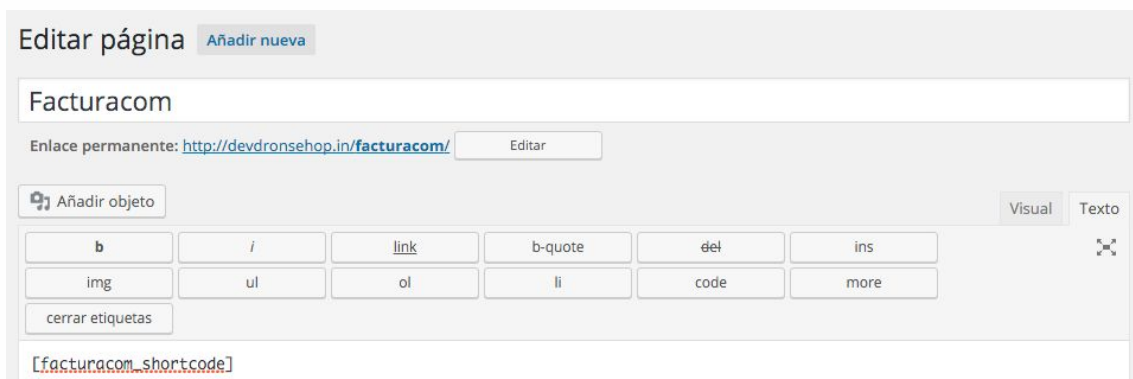 Editar página Añadir nueva
Facturacom
Enlace permanente: http://devdronsehop.in/facturacom/ Editar
Añadir objeto Visual Texto
b i link b-quote del ins
img ul ol li code more
cerrar etiquetas
[facturacom_shortcode]